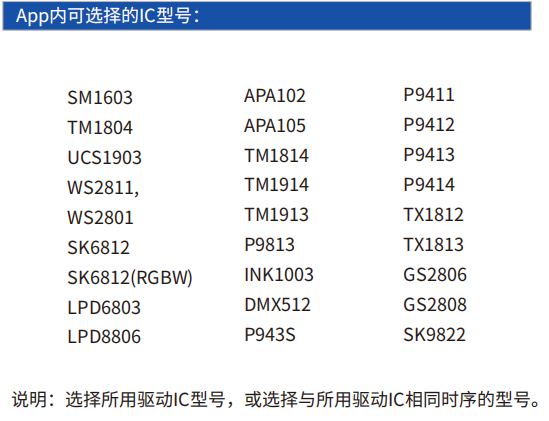 App内可选择的IC型号：
SM1603
TM1804
UCS1903
WS2811,
WS2801
SK6812
SK6812(RGBW)
LPD6803
LPD8806
APA102
APA105
TM1814
TM1914
TM1913
P9813
INK1003
DMX512
P943S
P9411
P9412
P9413
P9414
TX1812
TX1813
GS2806
GS2808
SK9822
说明：选择所用驱动IC型号，或选择与所用驱动IC相同时序的型号。